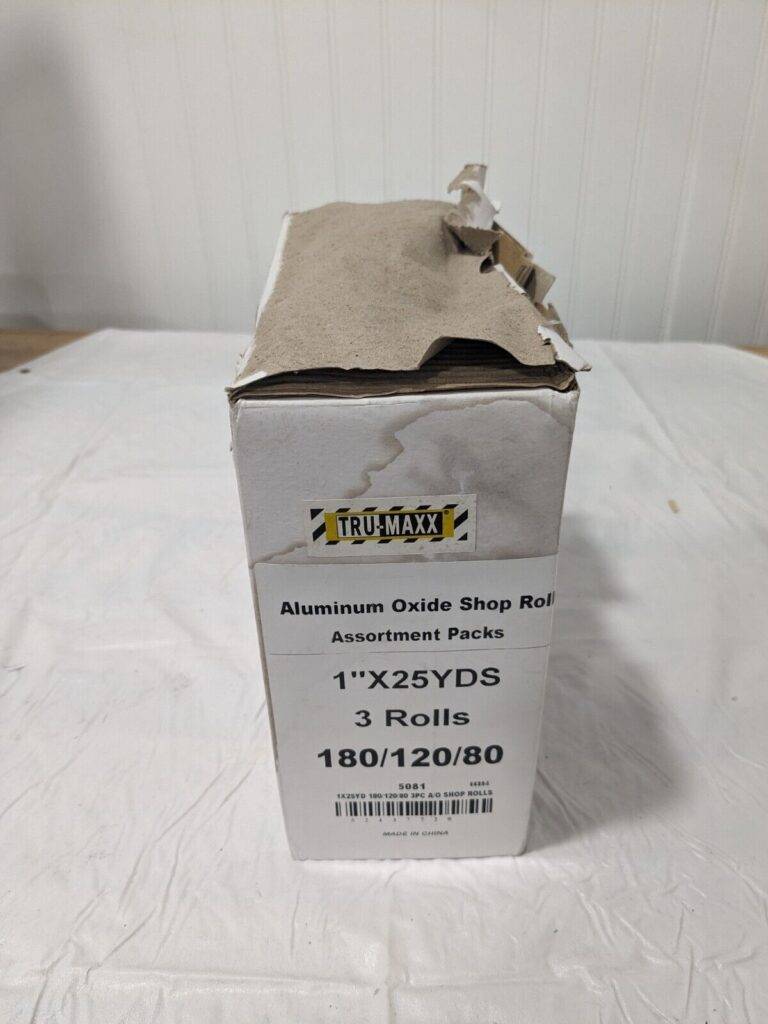 TRU-MAXX®
Aluminum Oxide Shop Roll
Assortment Packs
1"X25YDS
3 Rolls
180/120/80
5081
1X25YD 180/120/80 3PC A/O SHOP ROLLS
MADE IN CHINA